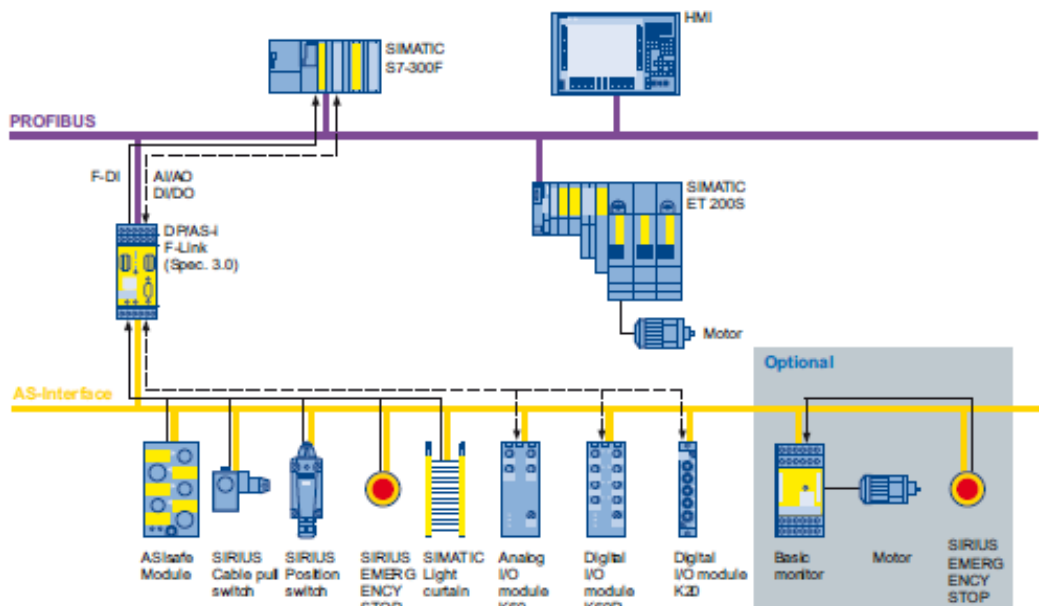 HMI
SIMATIC
S7-300F
PROFIBUS
F-DI
AI/AO
DI/DO
SIMATIC
ET 200S
DP/AS-i
F-Link
(Spec. 3.0)
Motor
Optional
AS-Interface
ASIsafe
Module
SIRIUS
Cable pull
switch
SIRIUS
Position
switch
SIRIUS
EMERG
ENCY
STOP
SIMATIC
Light
curtain
Analog
I/O
module
K60
Digital
I/O
module
Digital
I/O module
K20
Basic
monitor
Motor
SIRIUS
EMERG
ENCY
STOP